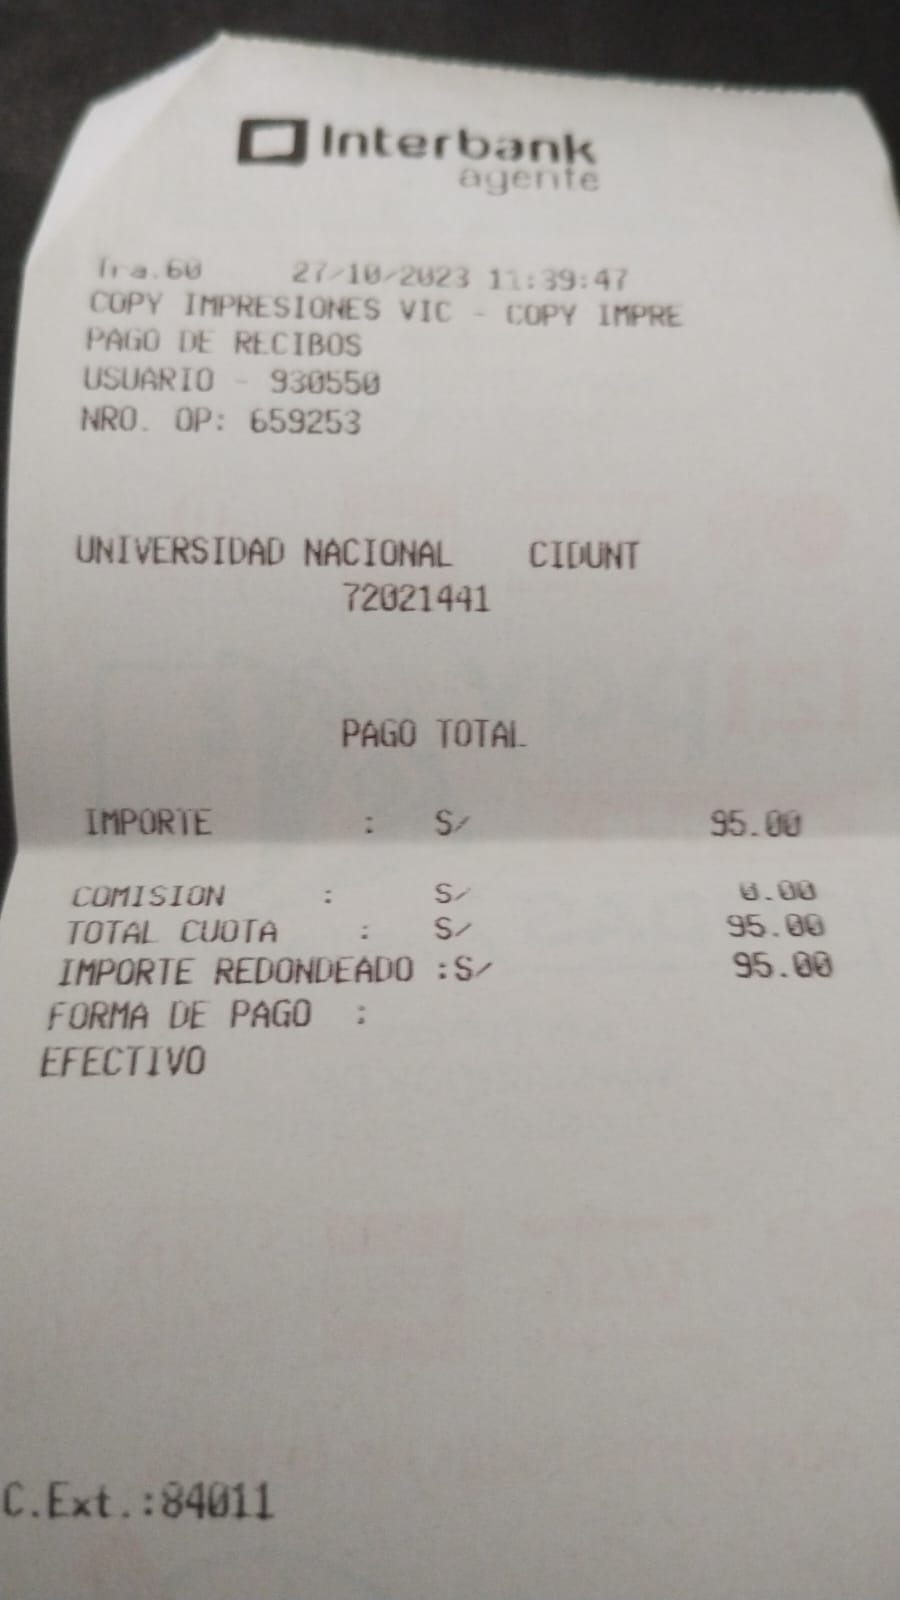 Interbank
agente
Tra.60 27/10/2023 11:39:47
COPY IMPRESIONES VIC - COPY IMPRE
PAGO DE RECIBOS
USUARIO - 930550
NRO. OP: 659253
UNIVERSIDAD NACIONAL CIDUNT
72021441
PAGO TOTAL
IMPORTE : S/ 95.00
COMISION : S/ 0.00
TOTAL CUOTA : S/ 95.00
IMPORTE REDONDEADO :S/ 95.00
FORMA DE PAGO :
EFECTIVO
C.Ext.:84011